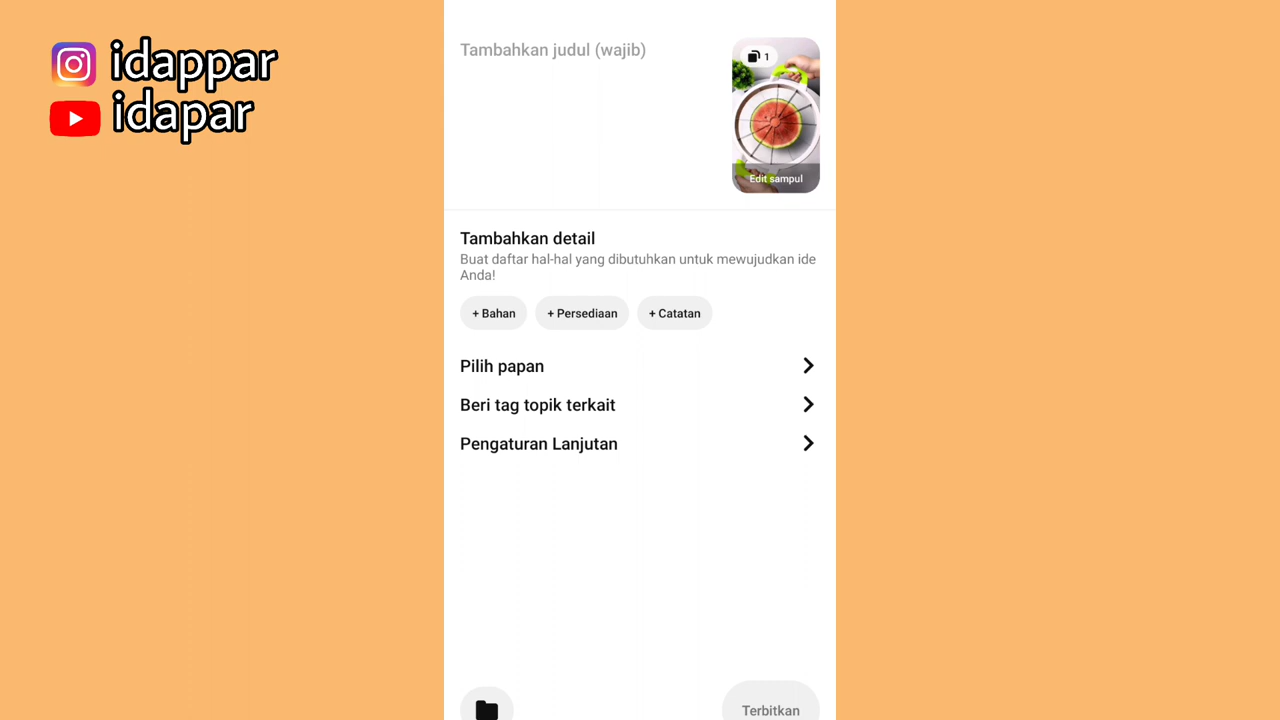 idappar
idapar
Tambahkan judul (wajib)
1
Edit sampul
Tambahkan detail
Buat daftar hal-hal yang dibutuhkan untuk mewujudkan ide
Anda!
+ Bahan
+ Persediaan
+ Catatan
Pilih papan
Beri tag topik terkait
Pengaturan Lanjutan
Terbitkan